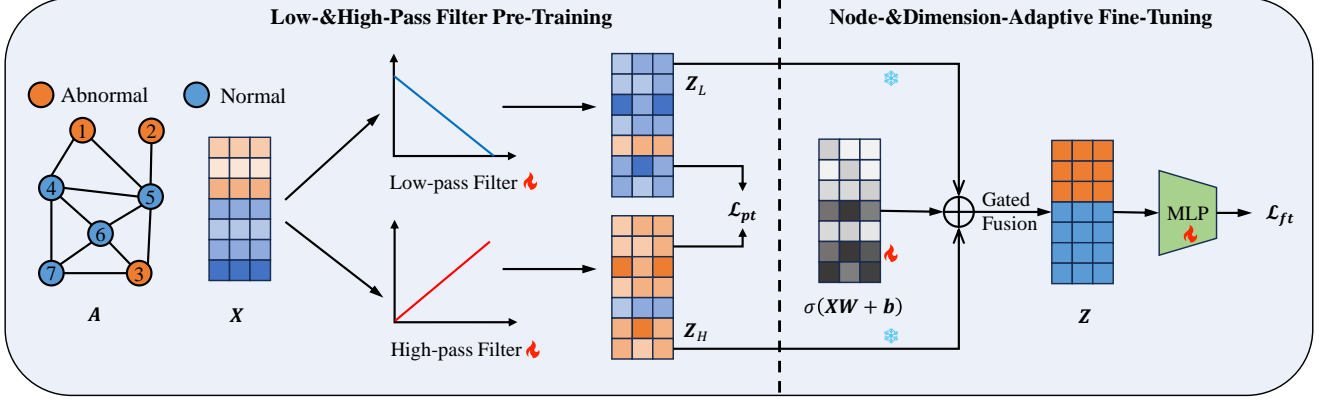 Low-&High-Pass Filter Pre-Training
Node-&Dimension-Adaptive Fine-Tuning
Abnormal
Normal
1
2
4
5
6
7
3
A
X
Low-pass Filter
High-pass Filter
Z_L
ℒ_pt
Z_H
σ(XW + b)
Gated
Fusion
Z
MLP
ℒ_ft